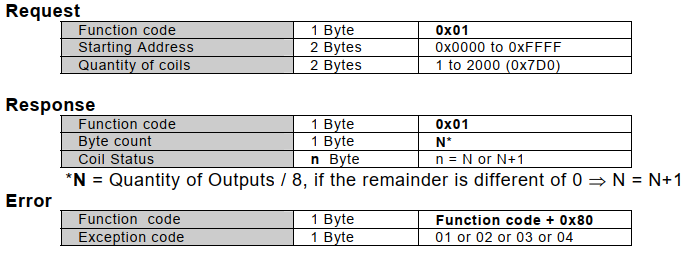 Request
Function code 1 Byte 0x01
Starting Address 2 Bytes 0x0000 to 0xFFFF
Quantity of coils 2 Bytes 1 to 2000 (0x7D0)
Response
Function code 1 Byte 0x01
Byte count 1 Byte N*
Coil Status n Byte n = N or N+1
*N = Quantity of Outputs / 8, if the remainder is different of 0 ⇒ N = N+1
Error
Function code 1 Byte Function code + 0x80
Exception code 1 Byte 01 or 02 or 03 or 04